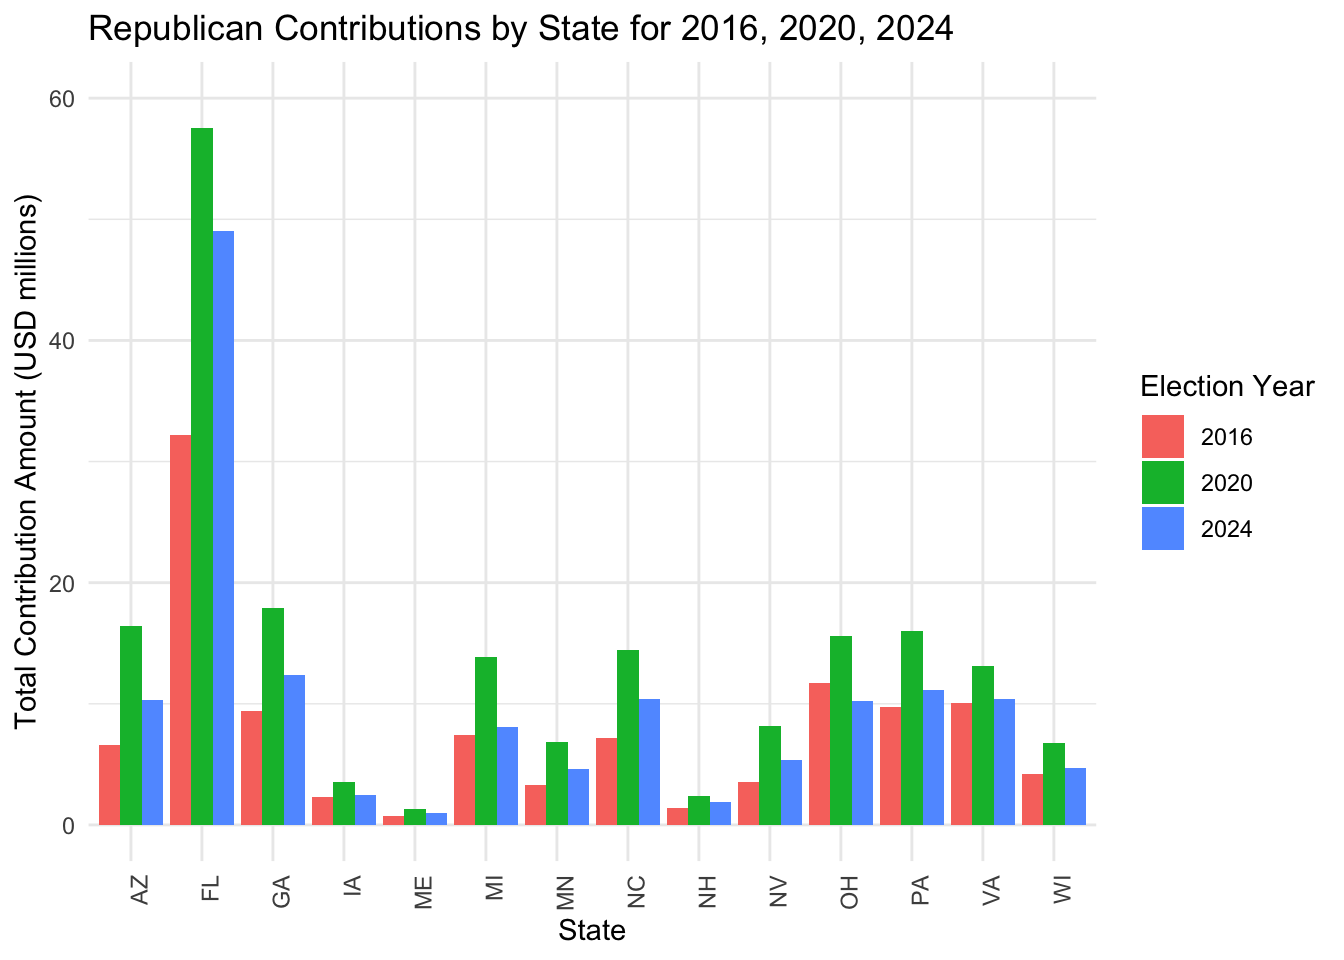 Republican Contributions by State for 2016, 2020, 2024
Total Contribution Amount (USD millions)
60
40
20
0
AZ
FL
GA
IA
ME
MI
MN
NC
NH
NV
OH
PA
VA
WI
State
Election Year
2016
2020
2024